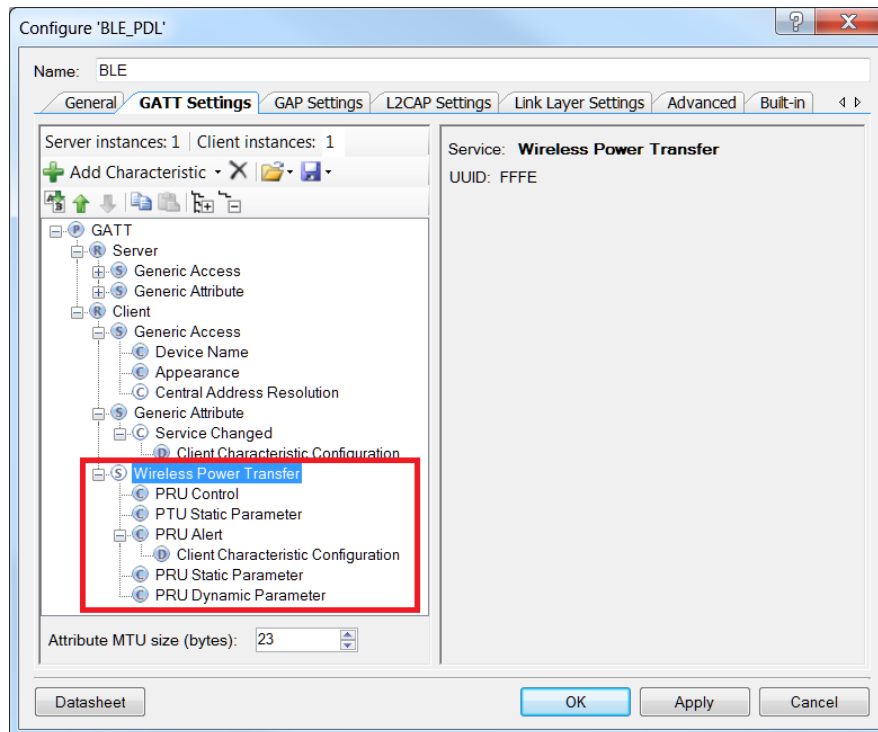 Configure 'BLE_PDL'
Name: BLE
General GATT Settings GAP Settings L2CAP Settings Link Layer Settings Advanced Built-in
Server instances: 1 Client instances: 1
Add Characteristic
Service: Wireless Power Transfer
UUID: FFFE
P GATT
R Server
S Generic Access
S Generic Attribute
R Client
S Generic Access
C Device Name
C Appearance
C Central Address Resolution
S Generic Attribute
C Service Changed
D Client Characteristic Configuration
S Wireless Power Transfer
C PRU Control
C PTU Static Parameter
C PRU Alert
D Client Characteristic Configuration
C PRU Static Parameter
C PRU Dynamic Parameter
Attribute MTU size (bytes): 23
Datasheet OK Apply Cancel